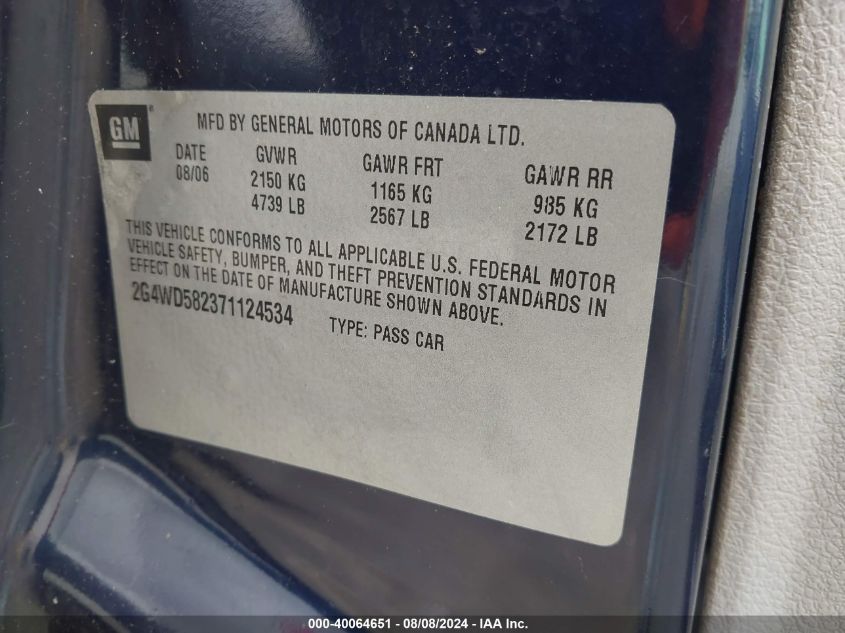 GM®
MFD BY GENERAL MOTORS OF CANADA LTD.
DATE GVWR GAWR FRT GAWR RR
08/06 2150 KG 1165 KG 985 KG
4739 LB 2567 LB 2172 LB
THIS VEHICLE CONFORMS TO ALL APPLICABLE U.S. FEDERAL MOTOR
VEHICLE SAFETY, BUMPER, AND THEFT PREVENTION STANDARDS IN
EFFECT ON THE DATE OF MANUFACTURE SHOWN ABOVE.
2G4WD582371124534 TYPE: PASS CAR
000-40064651 - 08/08/2024 - IAA Inc.